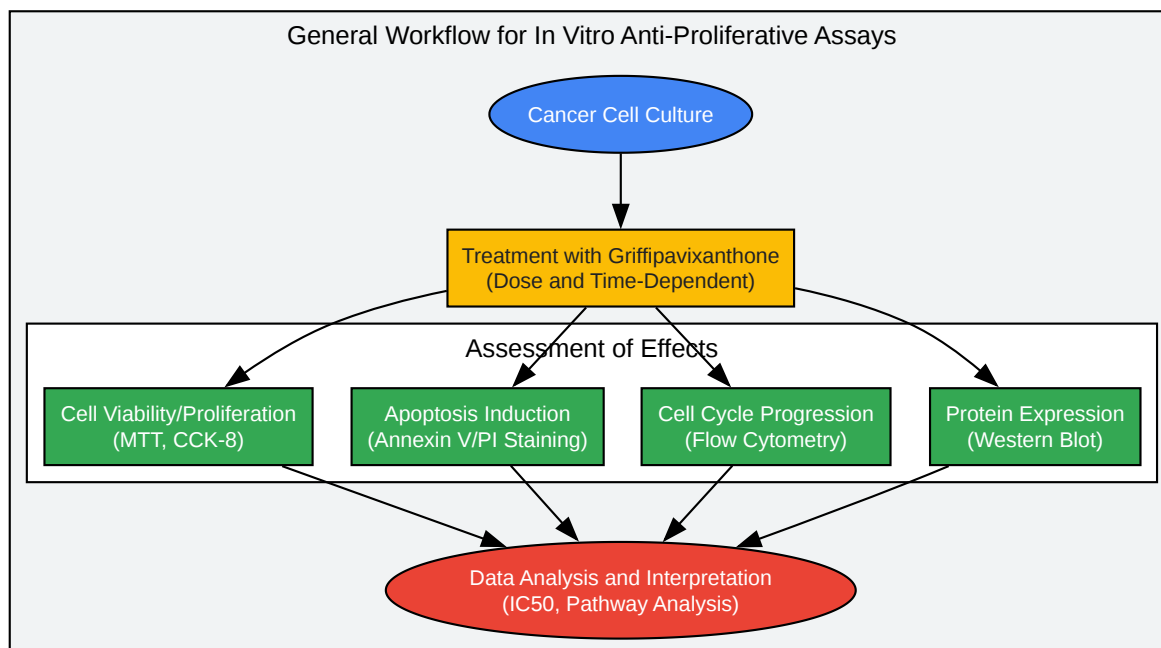 General Workflow for In Vitro Anti-Proliferative Assays
Cancer Cell Culture
Treatment with Griffipavixanthone
(Dose and Time-Dependent)
Assessment of Effects
Cell Viability/Proliferation
(MTT, CCK-8)
Apoptosis Induction
(Annexin V/PI Staining)
Cell Cycle Progression
(Flow Cytometry)
Protein Expression
(Western Blot)
Data Analysis and Interpretation
(IC50, Pathway Analysis)